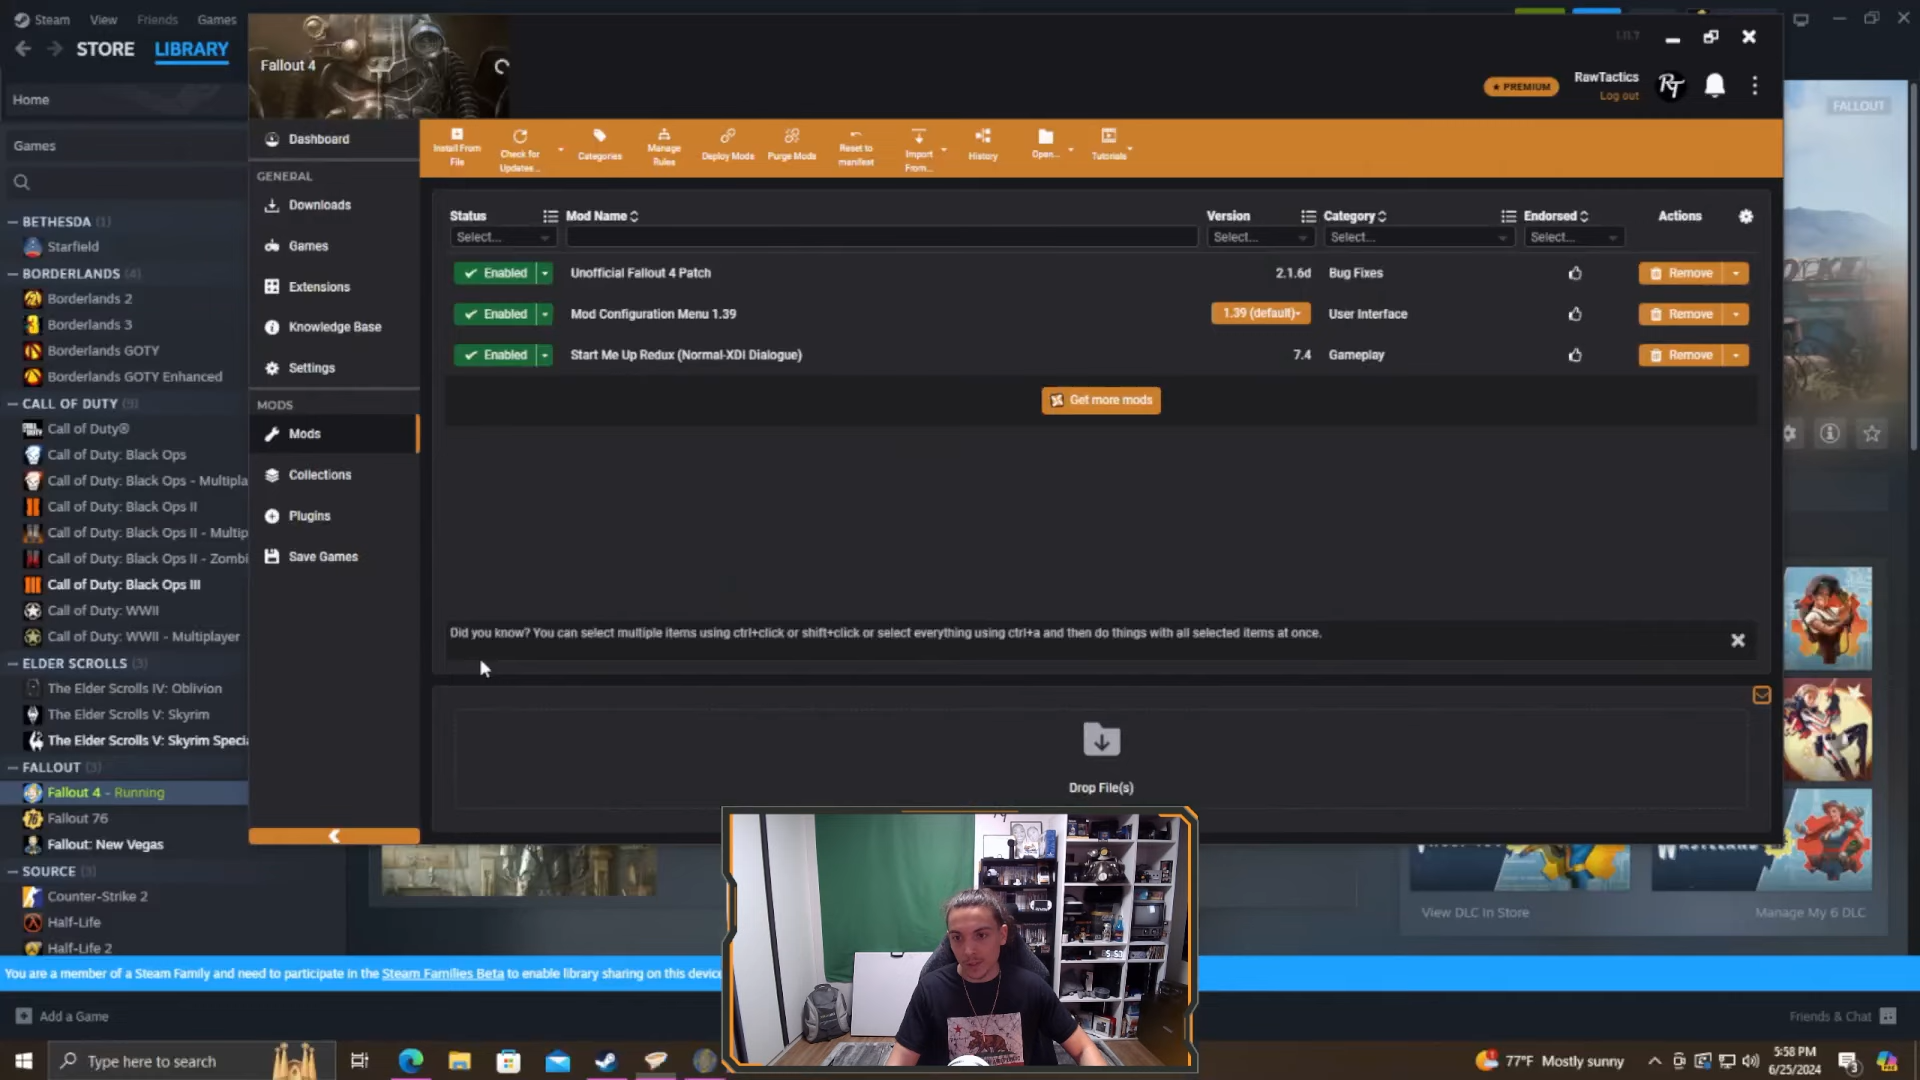 Steam View Friends Games
STORE LIBRARY
Home
Games
BETHESDA (1)
Starfield
BORDERLANDS (4)
Borderlands 2
Borderlands 3
Borderlands GOTY
Borderlands GOTY Enhanced
CALL OF DUTY (9)
Call of Duty®
Call of Duty: Black Ops
Call of Duty: Black Ops - Multipla
Call of Duty: Black Ops II
Call of Duty: Black Ops II - Multip
Call of Duty: Black Ops II - Zombi
Call of Duty: Black Ops III
Call of Duty: WWII
Call of Duty: WWII - Multiplayer
ELDER SCROLLS (3)
The Elder Scrolls IV: Oblivion
The Elder Scrolls V: Skyrim
The Elder Scrolls V: Skyrim Specia
FALLOUT (3)
Fallout 4 - Running
Fallout 76
Fallout: New Vegas
SOURCE
Counter-Strike 2
Half-Life
Half-Life 2
You are a member of a Steam Family and need to participate in the Steam Families Beta to enable library sharing on this device
Add a Game
Friends & Chat
Fallout 4
1.11.7
PREMIUM
RawTactics
Log out
Dashboard
GENERAL
Downloads
Games
Extensions
Knowledge Base
Settings
MODS
Mods
Collections
Plugins
Save Games
Install From File
Check for Updates...
Categories
Manage Rules
Deploy Mods
Purge Mods
Reset to manifest
Import From...
History
Open...
Tutorials
Status Mod Name Version Category Endorsed Actions
Select... Select... Select... Select...
Enabled Unofficial Fallout 4 Patch 2.1.6d Bug Fixes Remove
Enabled Mod Configuration Menu 1.39 1.39 (default) User Interface Remove
Enabled Start Me Up Redux (Normal-XDI Dialogue) 7.4 Gameplay Remove
Get more mods
Did you know? You can select multiple items using ctrl+click or shift+click or select everything using ctrl+a and then do things with all selected items at once.
Drop File(s)
FALLOUT
View DLC In Store
Manage My 6 DLC
Type here to search
77°F Mostly sunny
5:58 PM
6/25/2024
3